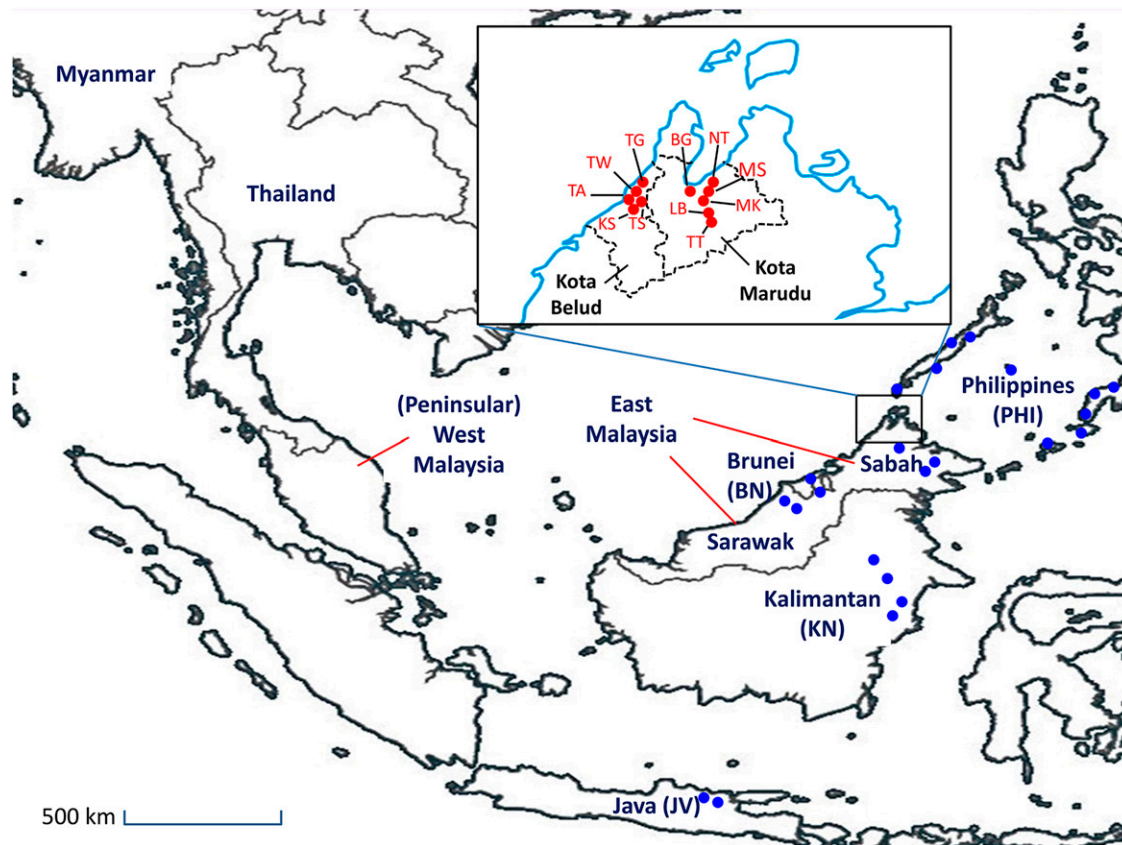 Myanmar
Thailand
TG
BG
NT
TW
MS
TA
KS
TS
LB
MK
TT
Kota
Belud
Kota
Marudu
(Peninsular)
West
Malaysia
East
Malaysia
Philippines
(PHI)
Brunei
(BN)
Sabah
Sarawak
Kalimantan
(KN)
Java (JV)
500 km